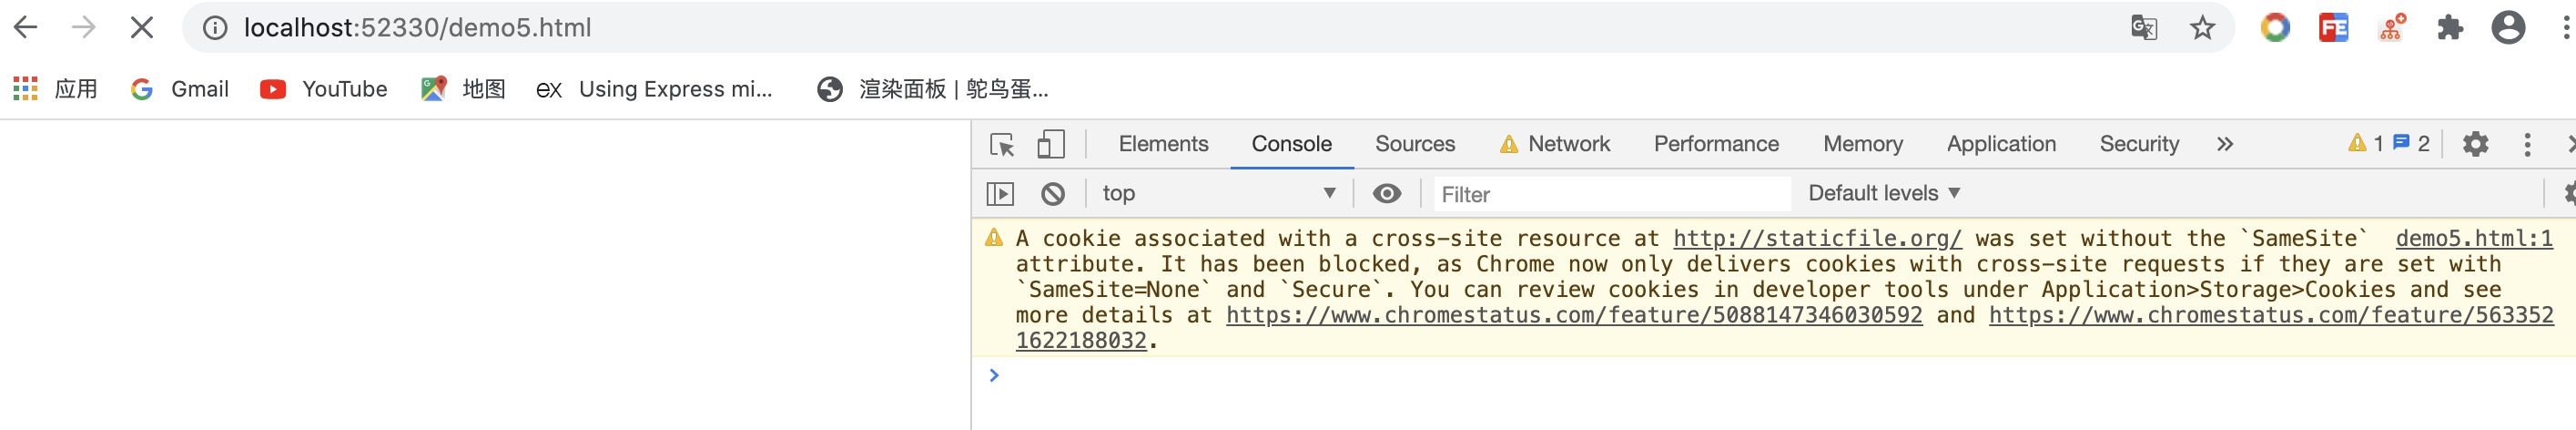 localhost:52330/demo5.html
应用 Gmail YouTube 地图 Using Express mi... 渲染面板 | 鸵鸟蛋...
Elements Console Sources Network Performance Memory Application Security » 1 2
top Filter Default levels
A cookie associated with a cross-site resource at http://staticfile.org/ was set without the `SameSite` demo5.html:1
attribute. It has been blocked, as Chrome now only delivers cookies with cross-site requests if they are set with
`SameSite=None` and `Secure`. You can review cookies in developer tools under Application>Storage>Cookies and see
more details at https://www.chromestatus.com/feature/5088147346030592 and https://www.chromestatus.com/feature/563352
1622188032.